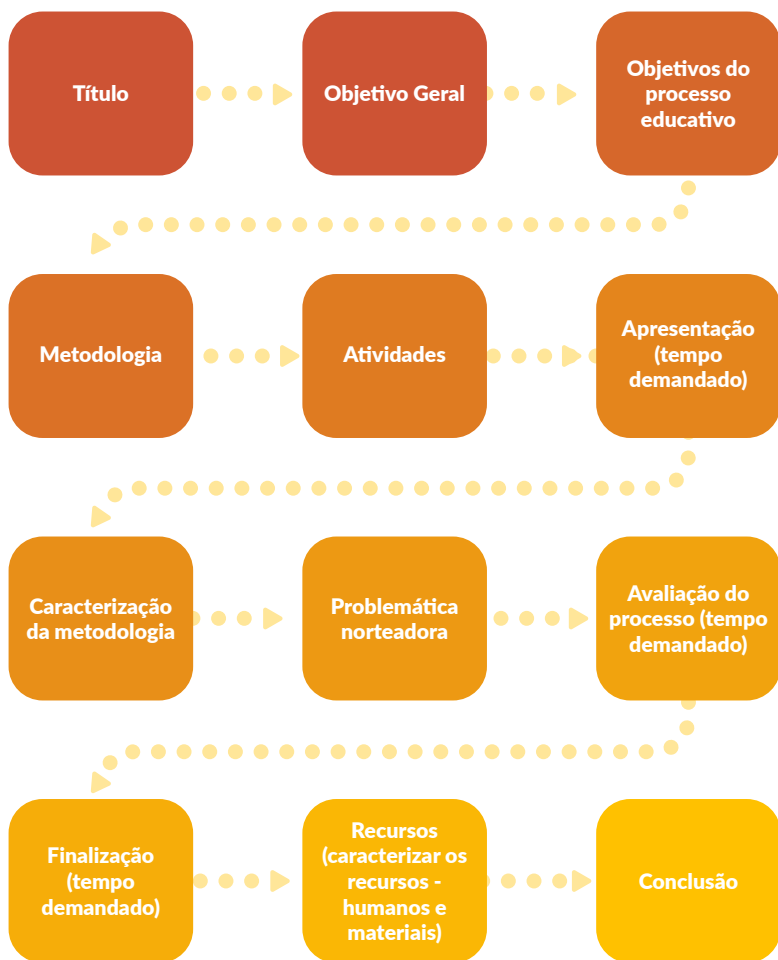 Título
Objetivo Geral
Objetivos do
processo
educativo
Metodologia
Atividades
Apresentação
(tempo
demandado)
Caracterização
da metodologia
Problemática
norteadora
Avaliação do
processo (tempo
demandado)
Finalização
(tempo
demandado)
Recursos
(caracterizar os
recursos -
humanos e
materiais)
Conclusão